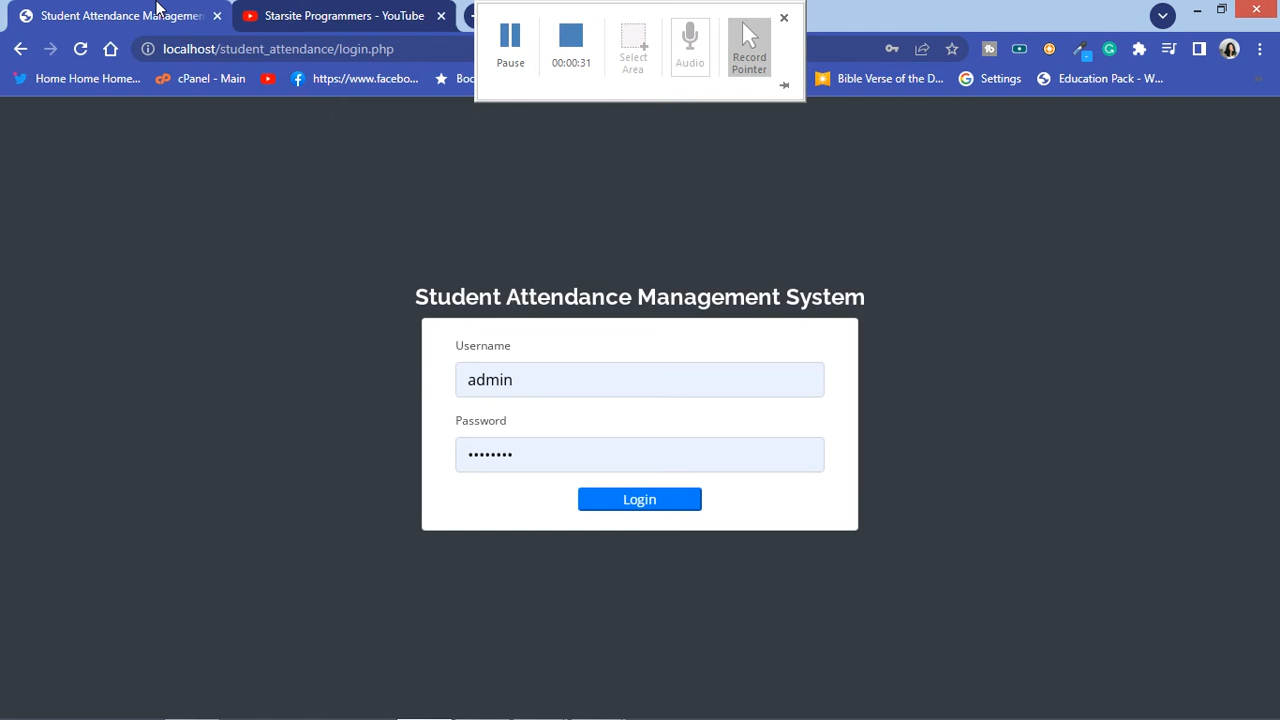 Student Attendance Managemen
Starsite Programmers - YouTube
localhost/student_attendance/login.php
Pause
00:00:31
Select
Area
Audio
Record
Pointer
Home Home Home...
cPanel - Main
https://www.facebo...
Boo
Bible Verse of the D...
Settings
Education Pack - W...
Student Attendance Management System
Username
admin
Password
••••••••
Login